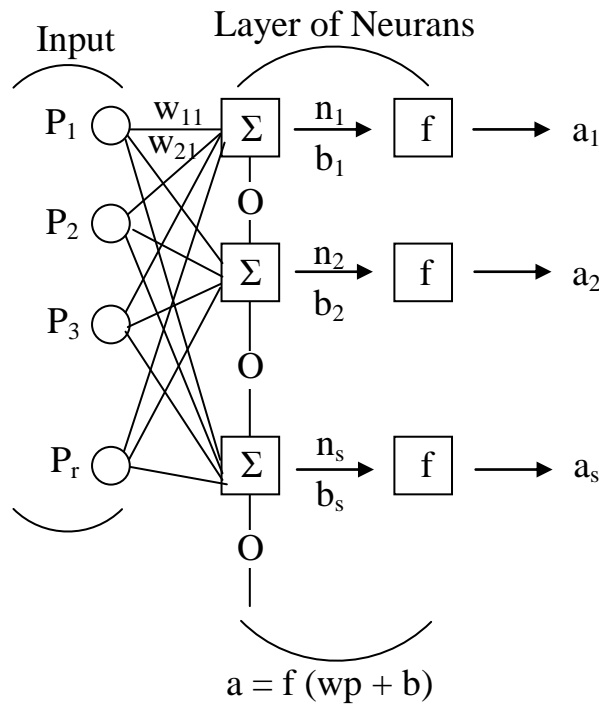 Input
Layer of Neurans
P₁
w₁₁
w₂₁
Σ
n₁
b₁
f
a₁
O
P₂
Σ
n₂
b₂
f
a₂
P₃
O
Pᵣ
Σ
nₛ
bₛ
f
aₛ
O
a = f (wp + b)